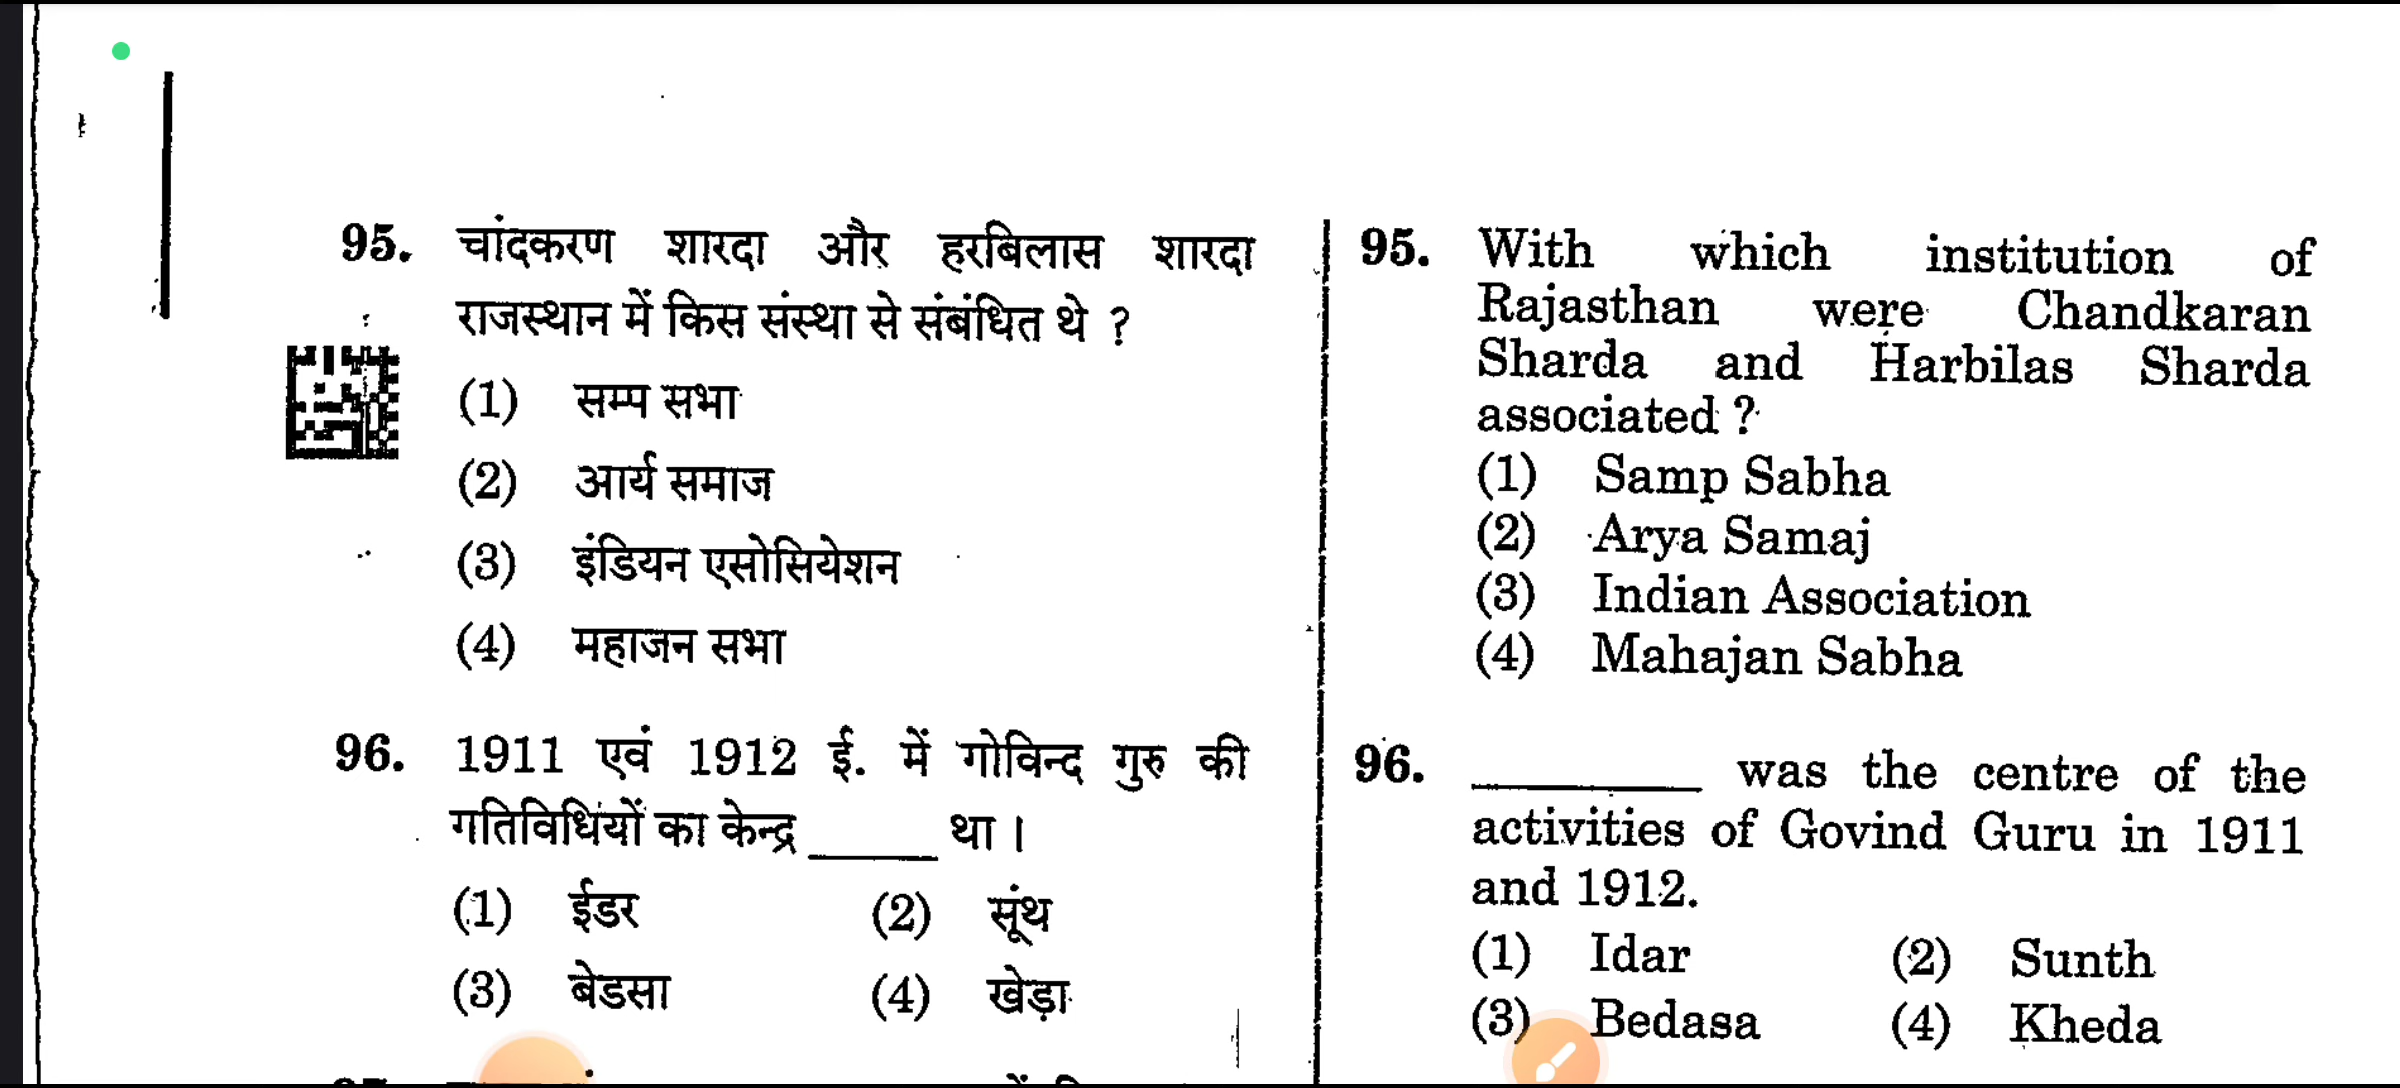 95. चांदकरण शारदा और हरबिलास शारदा
राजस्थान में किस संस्था से संबंधित थे ?
(1) सम्प सभा
(2) आर्य समाज
(3) इंडियन एसोसियेशन
(4) महाजन सभा
96. 1911 एवं 1912 ई. में गोविन्द गुरु की
गतिविधियों का केन्द्र _____ था ।
(1) ईडर (2) सूंथ
(3) बेडसा (4) खेड़ा
95. With which institution of
Rajasthan were Chandkaran
Sharda and Harbilas Sharda
associated ?
(1) Samp Sabha
(2) Arya Samaj
(3) Indian Association
(4) Mahajan Sabha
96. _____ was the centre of the
activities of Govind Guru in 1911
and 1912.
(1) Idar (2) Sunth
(3) Bedasa (4) Kheda